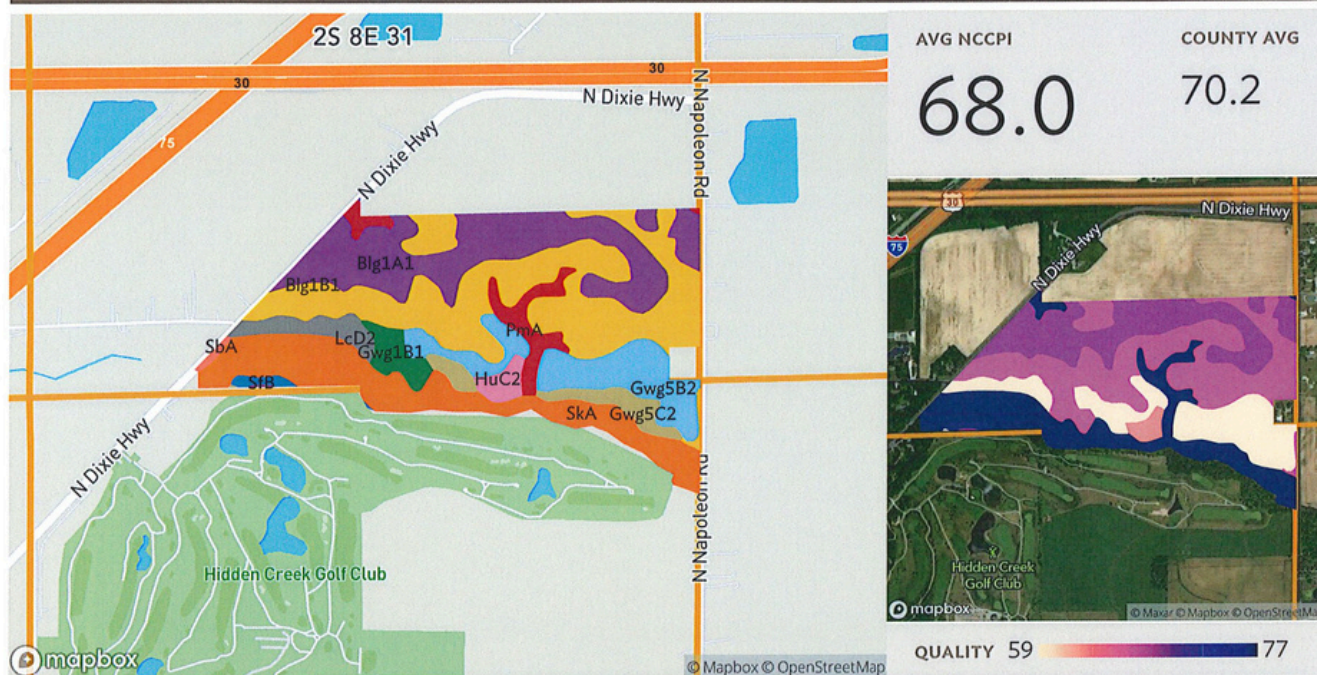 2S 8E 31
30
30
N Dixie Hwy
N Napoleon Rd
75
N Dixie Hwy
Blg1A1
Blg1B1
LcD2
PmA
SbA
Gwg1B1
SfB
HuC2
Gwg5B2
SkA
Gwg5C2
N Dixie Hwy
N Napoleon Rd
Hidden Creek Golf Club
mapbox
© Mapbox © OpenStreetMap
AVG NCCPI
COUNTY AVG
68.0
70.2
30
N Dixie Hwy
75
N Dixie Hwy
Hidden Creek
Golf Club
mapbox
© Maxar © Mapbox © OpenStreetMa
QUALITY 59
77